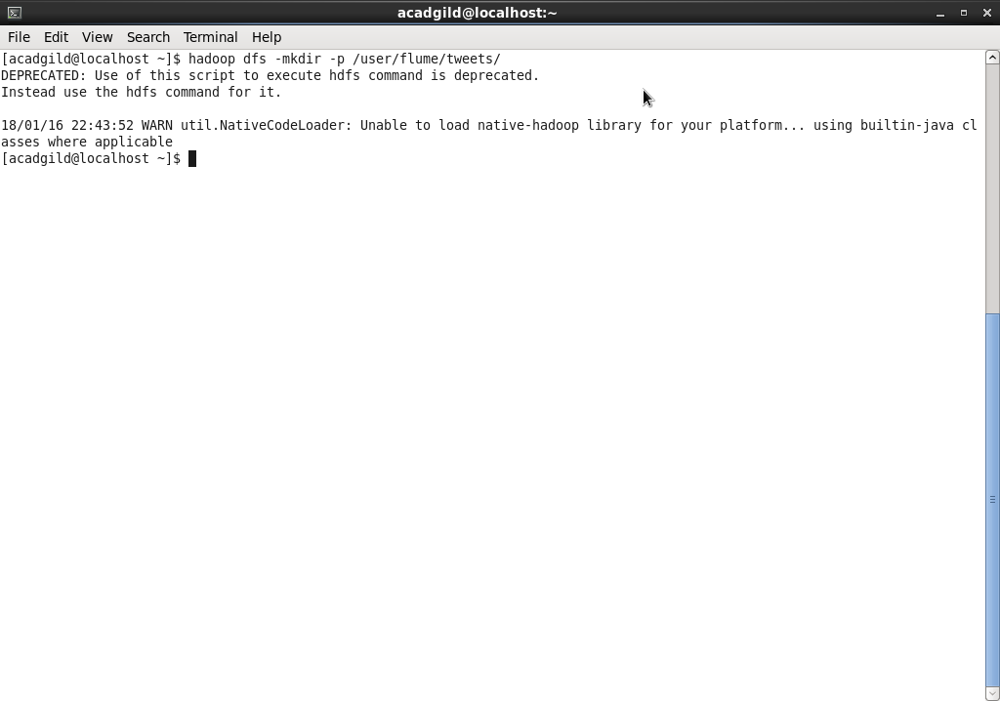 acadgild@localhost:~
File Edit View Search Terminal Help
[acadgild@localhost ~]$ hadoop dfs -mkdir -p /user/flume/tweets/
DEPRECATED: Use of this script to execute hdfs command is deprecated.
Instead use the hdfs command for it.
18/01/16 22:43:52 WARN util.NativeCodeLoader: Unable to load native-hadoop library for your platform... using builtin-java cl
asses where applicable
[acadgild@localhost ~]$